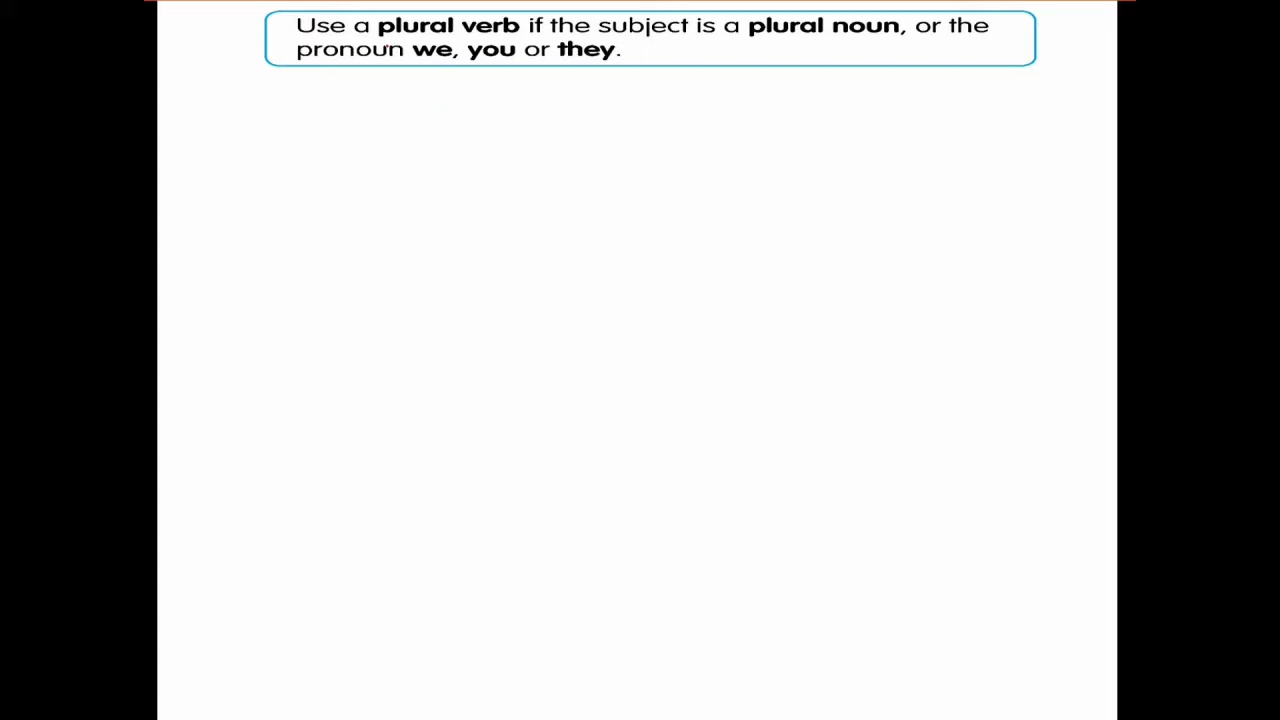 Use a plural verb if the subject is a plural noun, or the
pronoun we, you or they.